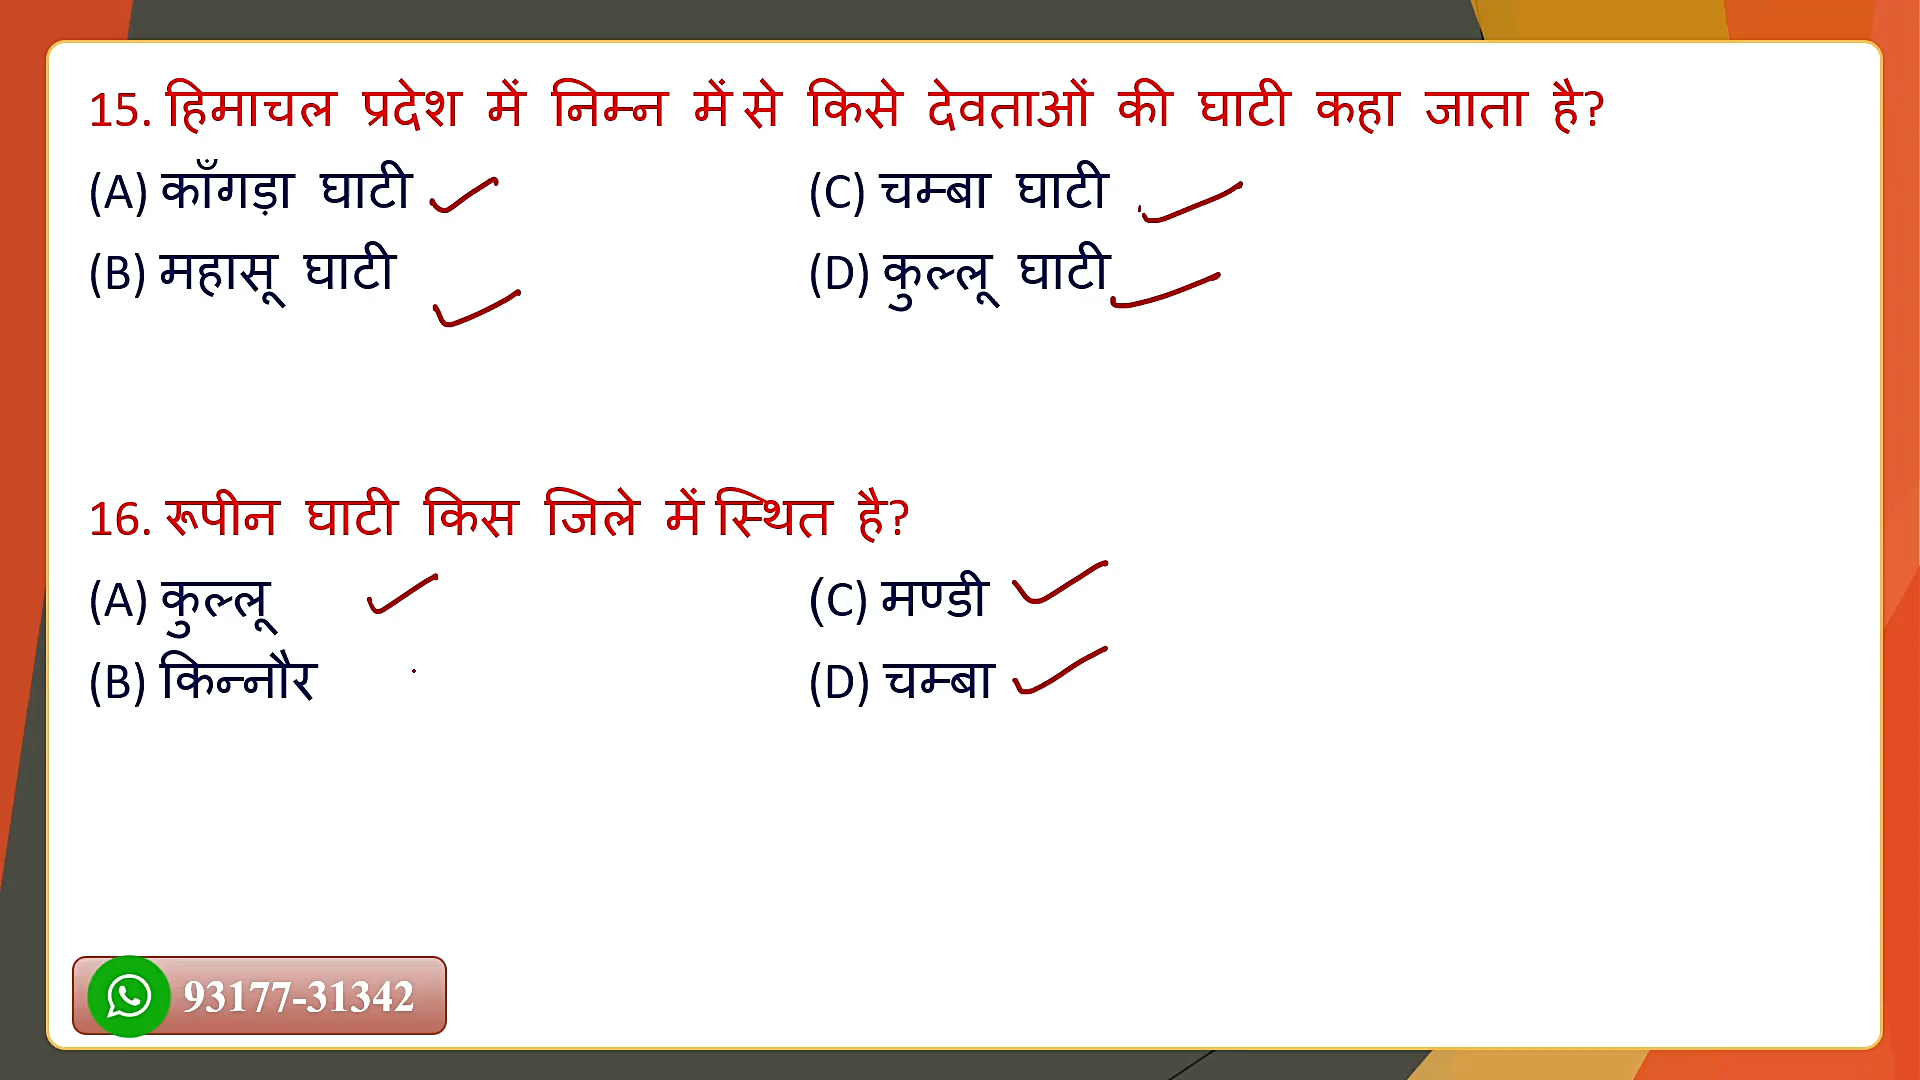 15. हिमाचल प्रदेश में निम्न में से किसे देवताओं की घाटी कहा जाता है?
(A) काँगड़ा घाटी (C) चम्बा घाटी
(B) महासू घाटी (D) कुल्लू घाटी
16. रूपीन घाटी किस जिले में स्थित है?
(A) कुल्लू (C) मण्डी
(B) किन्नौर (D) चम्बा
93177-31342